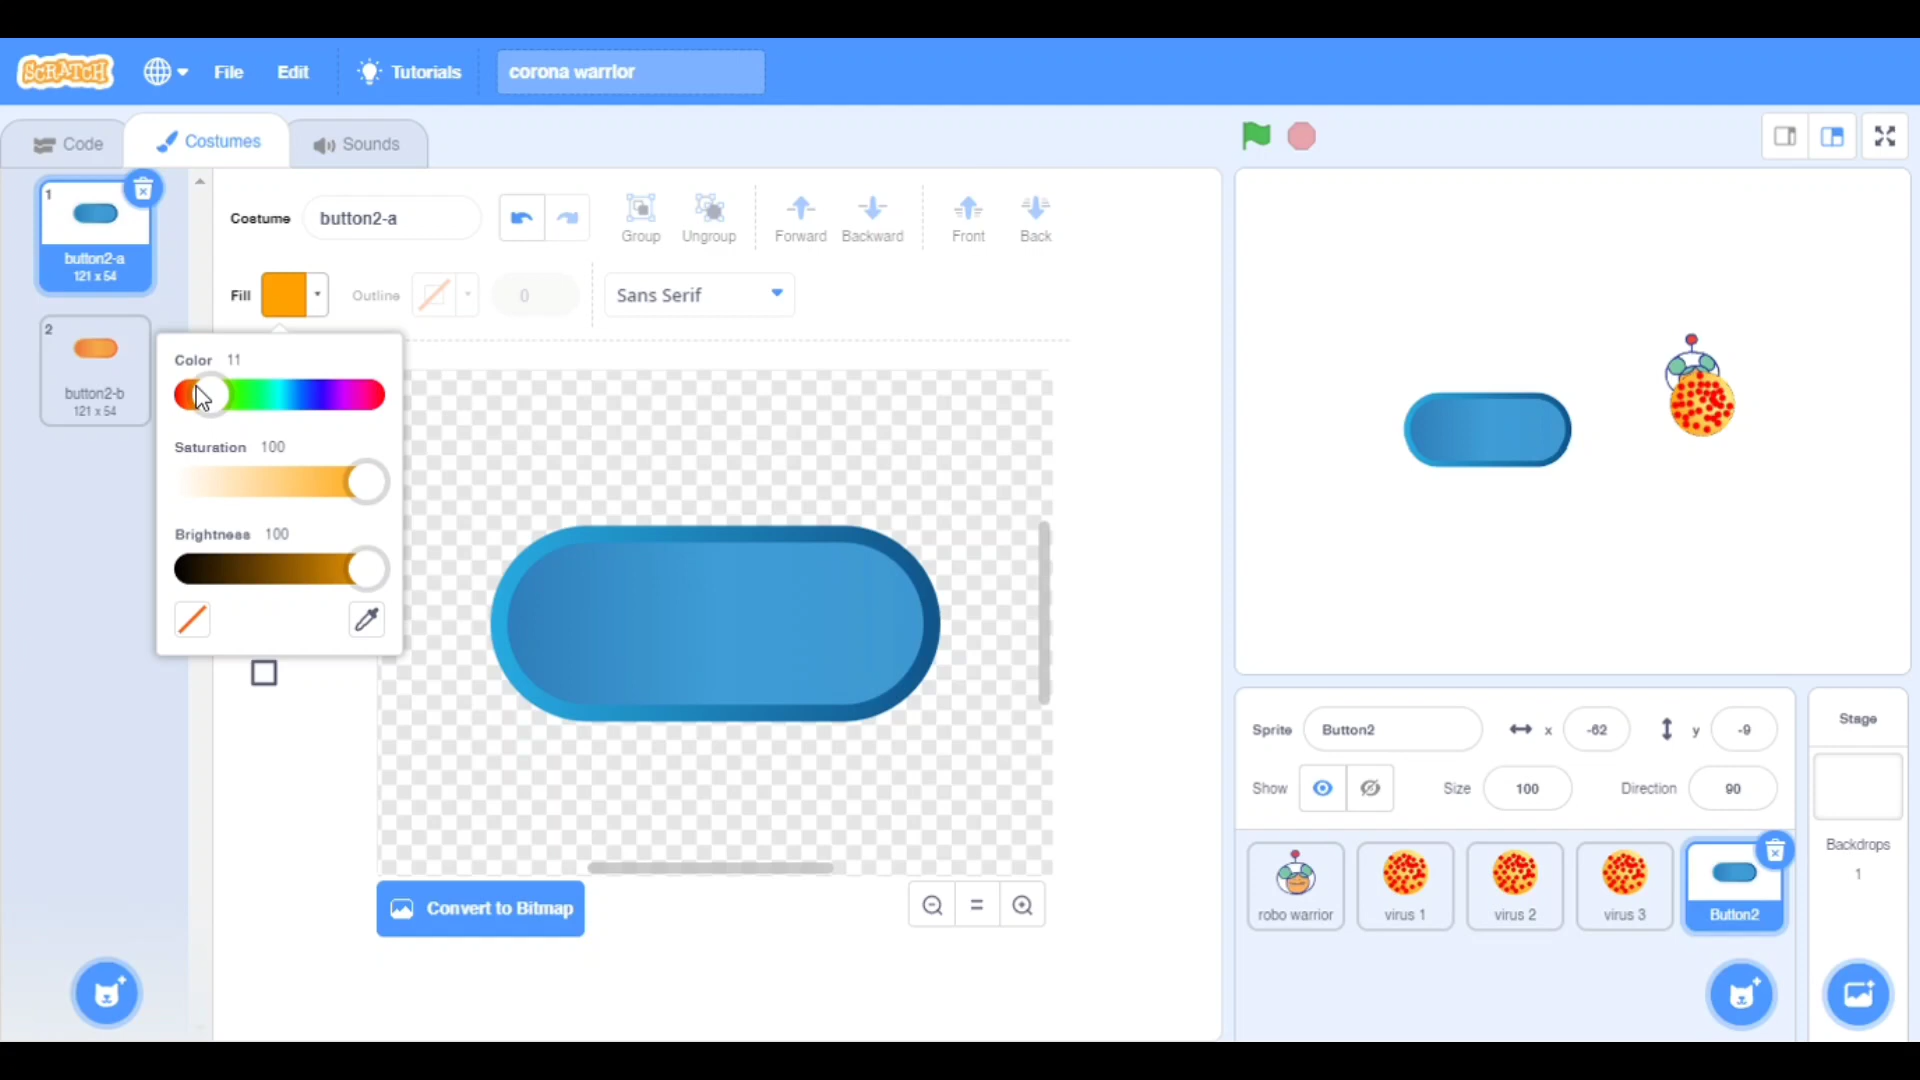 SCRATCH File Edit Tutorials corona warrior
Code Costumes Sounds
1
button2-a
121 x 54
2
button2-b
121 x 54
Costume button2-a
Group Ungroup Forward Backward Front Back
Fill Outline 0 Sans Serif
Color 11
Saturation 100
Brightness 100
Convert to Bitmap
Sprite Button2 x -62 y -9
Show Size 100 Direction 90
robo warrior virus 1 virus 2 virus 3 Button2
Stage
Backdrops
1